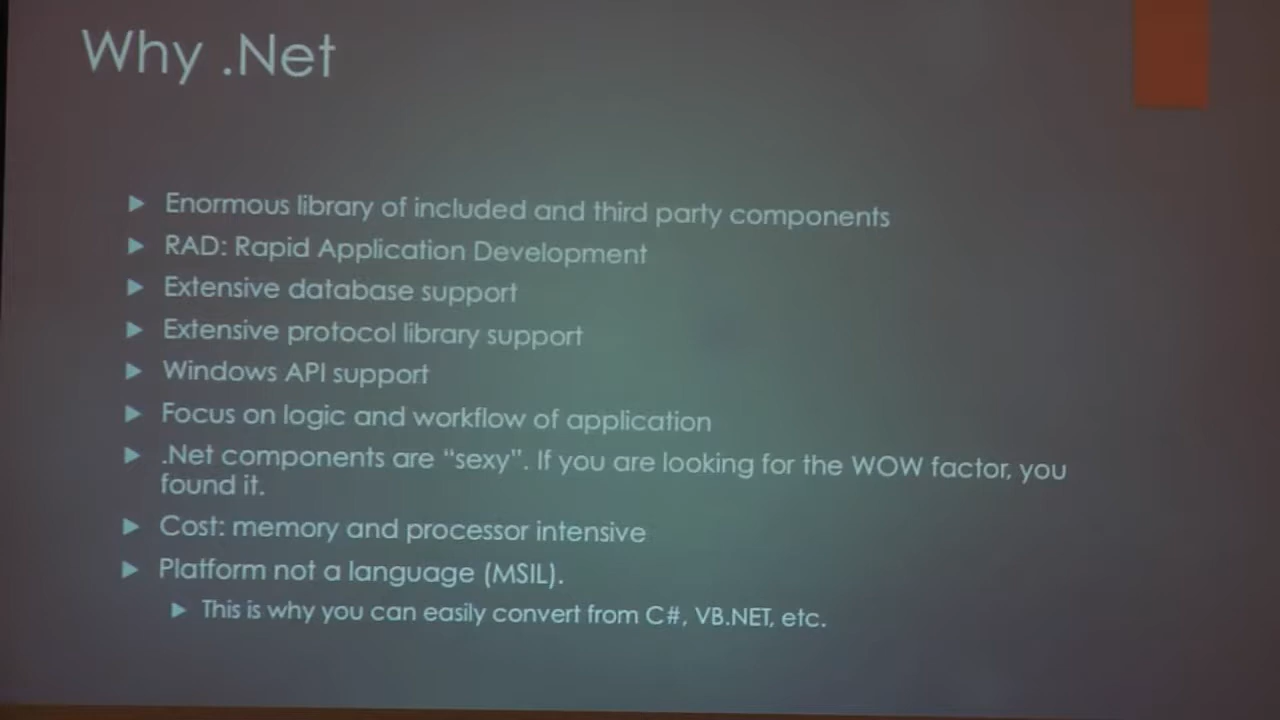 Why .Net
Enormous library of included and third party components
RAD: Rapid Application Development
Extensive database support
Extensive protocol library support
Windows API support
Focus on logic and workflow of application
.Net components are “sexy”. If you are looking for the WOW factor, you
found it.
Cost: memory and processor intensive
Platform not a language (MSIL).
This is why you can easily convert from C#, VB.NET, etc.